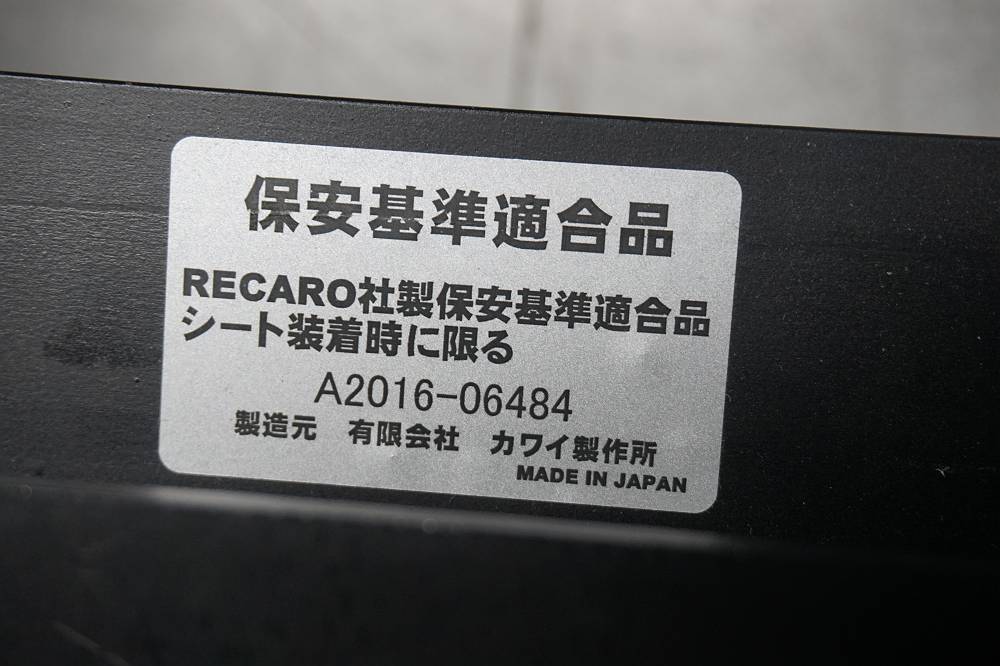 保安基準適合品
RECARO社製保安基準適合品
シート装着時に限る
A2016-06484
製造元　有限会社　カワイ製作所
MADE IN JAPAN